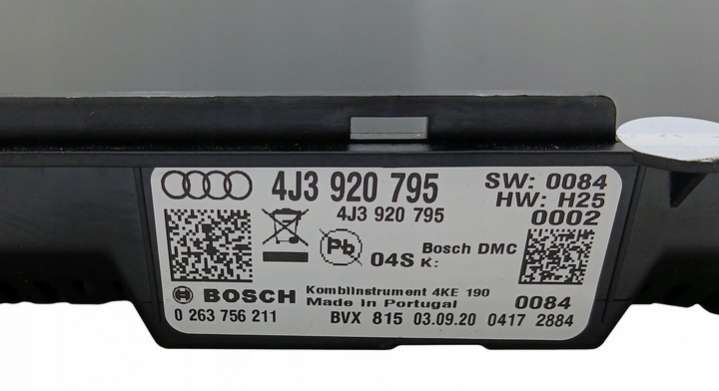 4J3 920 795
4J3 920 795
SW: 0084
HW: H25
0002
Pb
04S K:
Bosch DMC
BOSCH
Kombiinstrument 4KE 190
Made in Portugal
0084
0 263 756 211
BVX 815 03.09.20 0417 2884